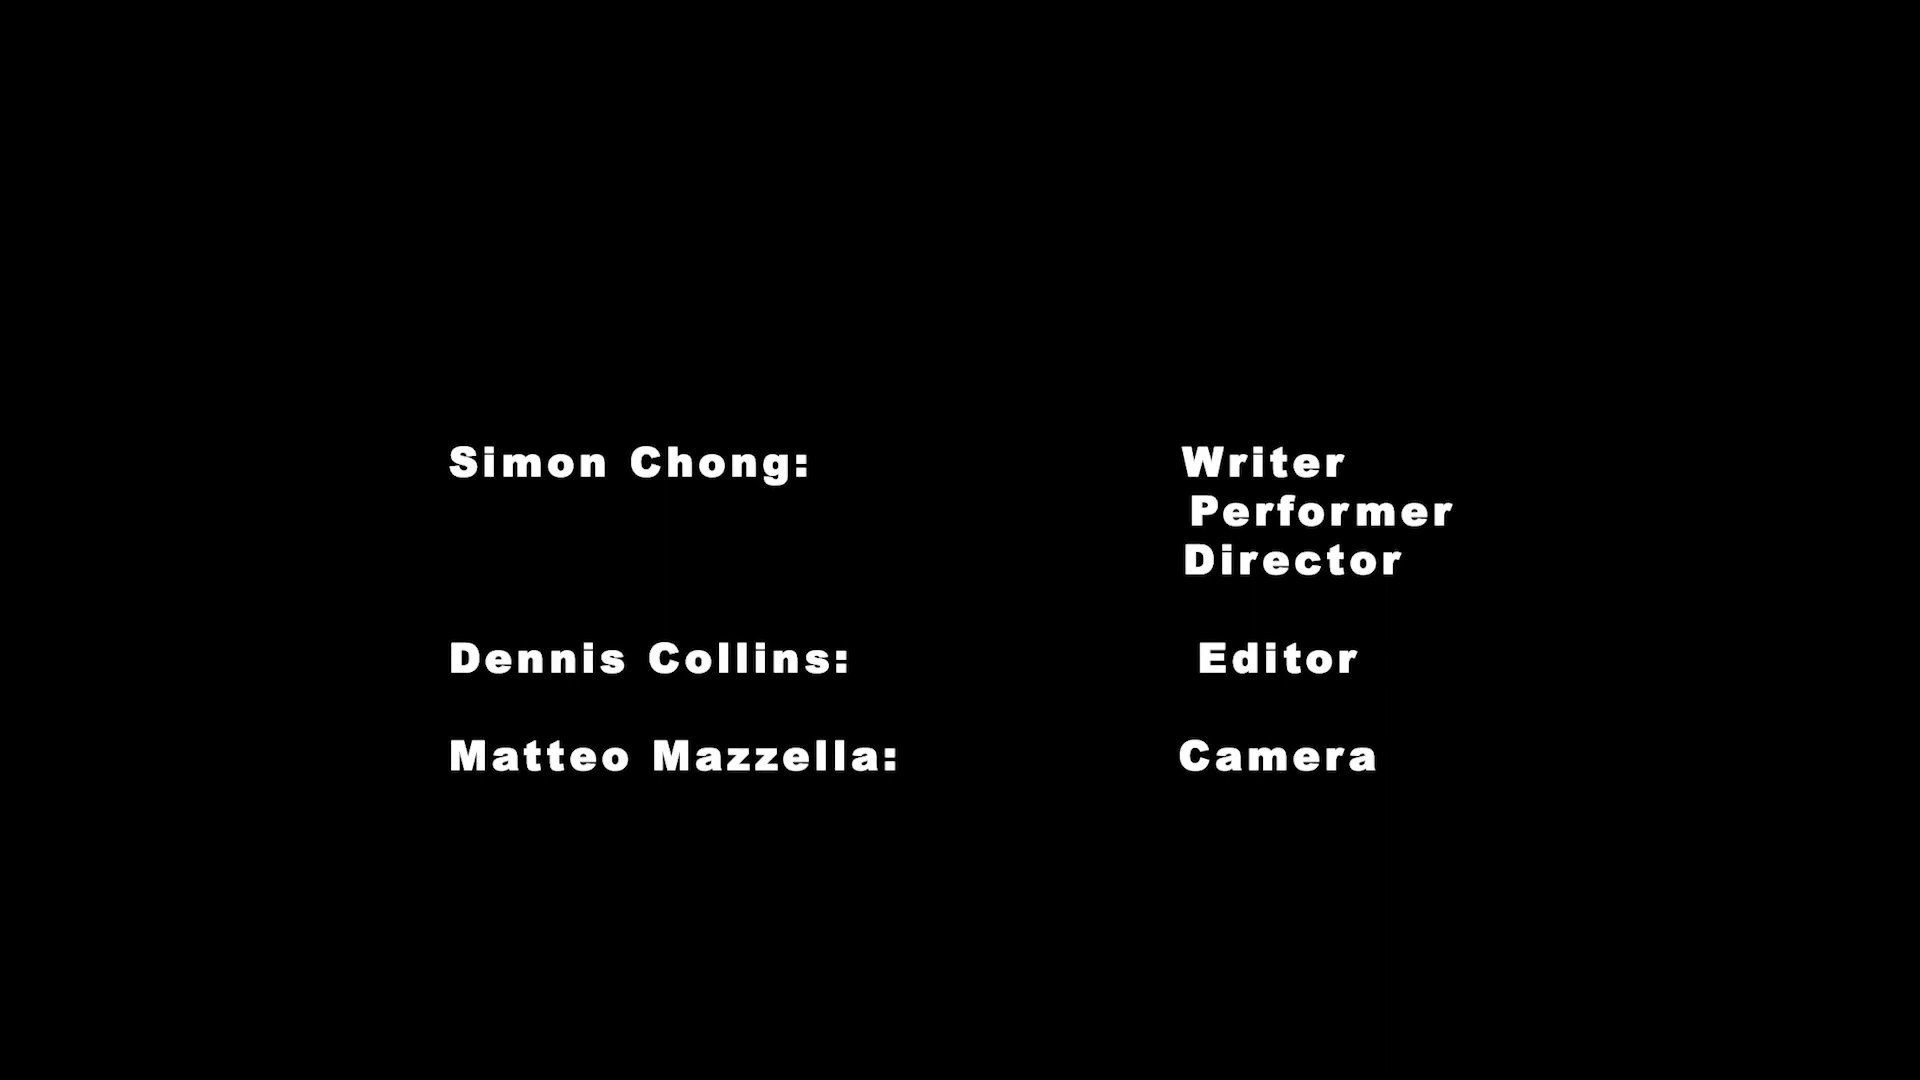 Simon Chong: Writer
Performer
Director
Dennis Collins: Editor
Matteo Mazzella: Camera